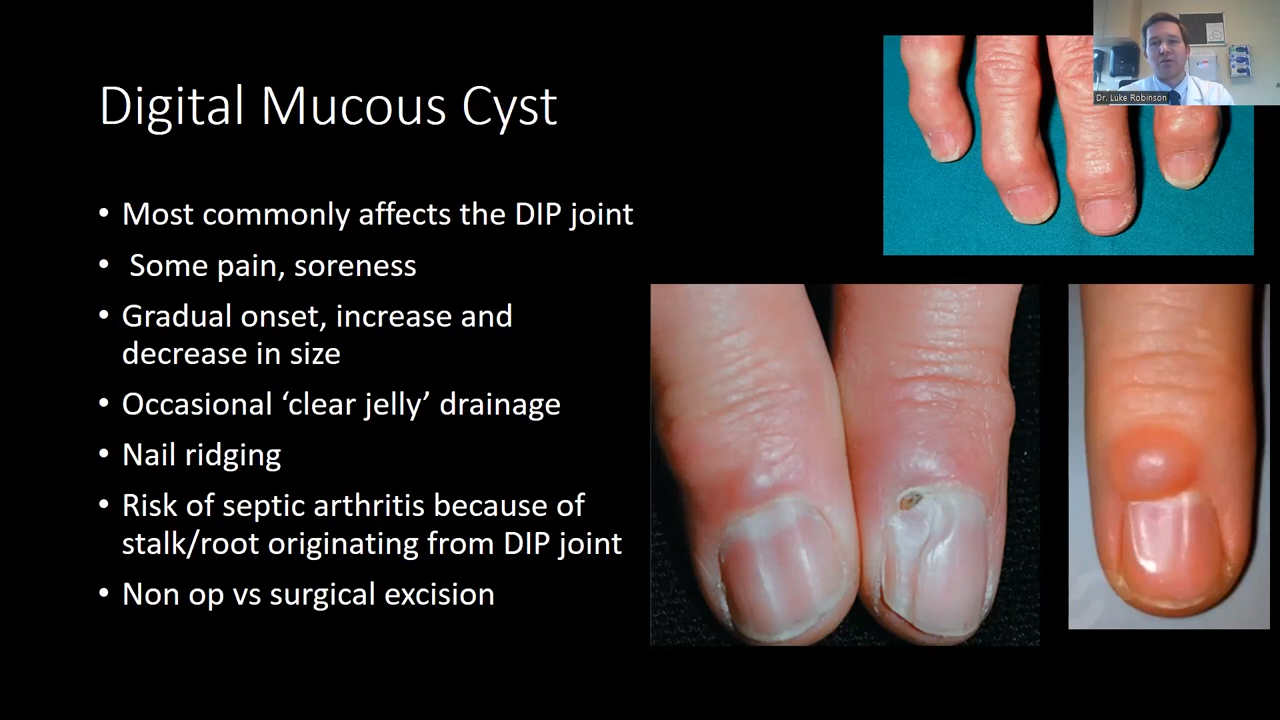 Digital Mucous Cyst
• Most commonly affects the DIP joint
• Some pain, soreness
• Gradual onset, increase and
decrease in size
• Occasional ‘clear jelly’ drainage
• Nail ridging
• Risk of septic arthritis because of
stalk/root originating from DIP joint
• Non op vs surgical excision
Dr. Luke Robinson